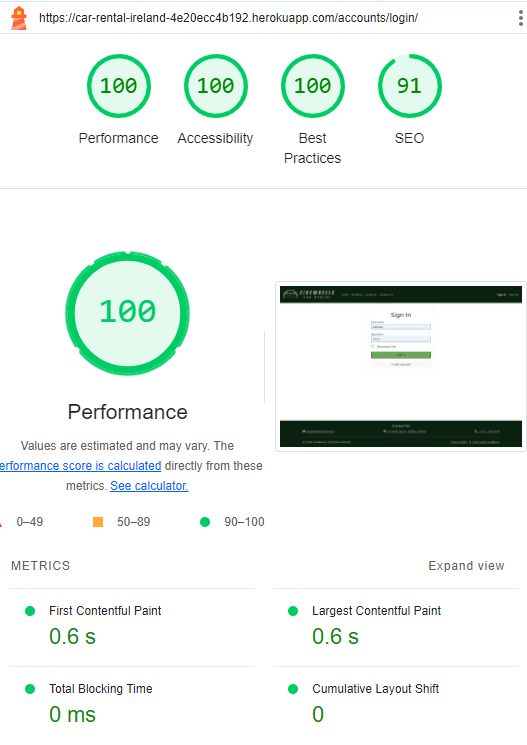 https://car-rental-ireland-4e20ecc4b192.herokuapp.com/accounts/login/
100
100
100
91
Performance
Accessibility
Best
Practices
SEO
100
Performance
Values are estimated and may vary. The
erformance score is calculated directly from these
metrics. See calculator.
0–49
50–89
90–100
FIREWHEELS
CAR RENTAL
Sign In
METRICS
Expand view
First Contentful Paint
0.6 s
Largest Contentful Paint
0.6 s
Total Blocking Time
0 ms
Cumulative Layout Shift
0